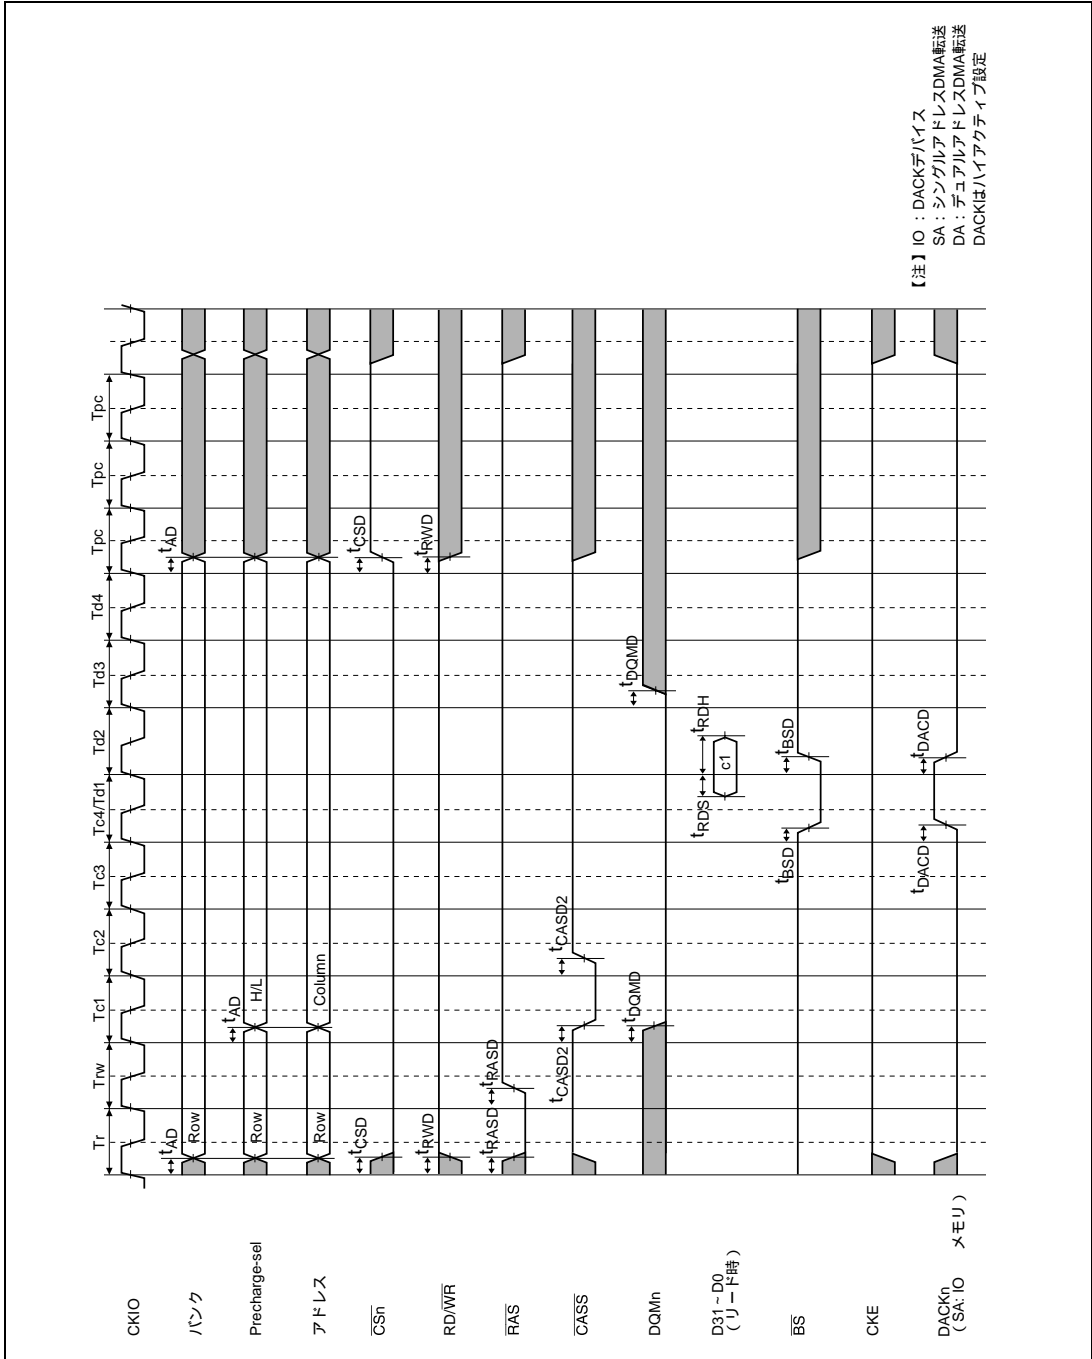 CKIO
Tr
Trw
Tc1
Tc2
Tc3
Tc4/Td1
Td2
Td3
Td4
Tpc
Tpc
Tpc
バンク
tAD
Row
tAD
Precharge-sel
Row
tAD
H/L
アドレス
Row
Column
CSn
tCSD
tCSD
RD/WR
tRWD
tRWD
RAS
tRASD
tRASD
CASS
tCASD2
tCASD2
DQMn
tDQMD
tDQMD
D31~D0
(リード時)
tRDS
c1
tRDH
BS
tBSD
tBSD
CKE
DACKn
(SA: IO メモリ)
tDACD
tDACD
【注】IO : DACKデバイス
SA : シングルアドレスDMA転送
DA : デュアルアドレスDMA転送
DACKはハイアクティブ設定